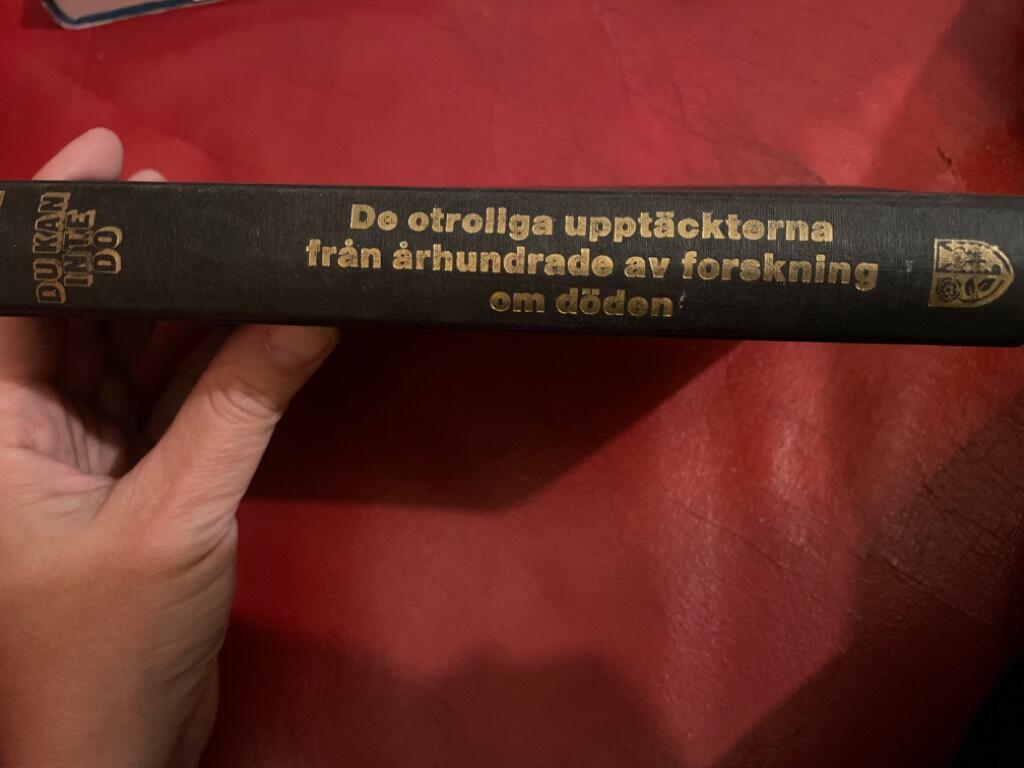 DU KAN
INTE
DÖ
De otroliga upptäckterna
från århundrade av forskning
om döden